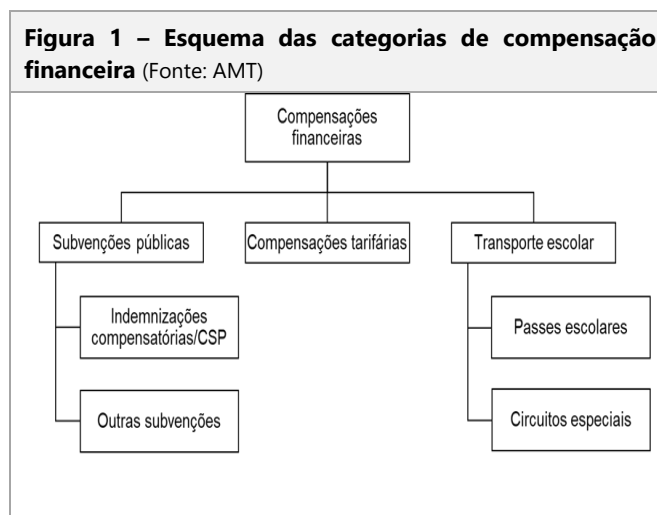 Figura 1 – Esquema das categorias de compensação
financeira (Fonte: AMT)
Compensações
financeiras
Subvenções públicas
Compensações tarifárias
Transporte escolar
Indemnizações
compensatórias/CSP
Passes escolares
Outras subvenções
Circuitos especiais